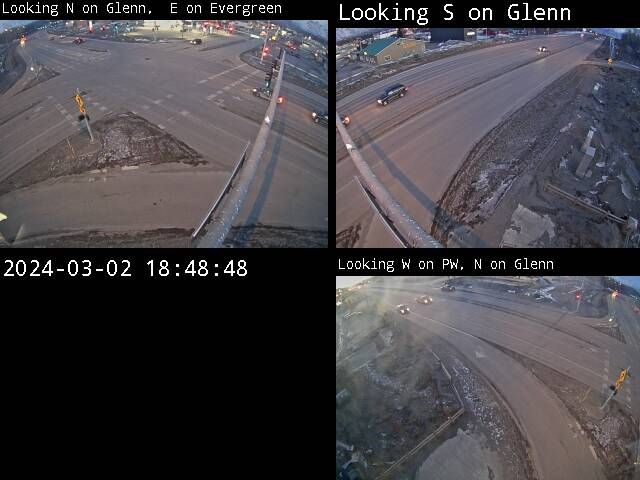 Looking N on Glenn, E on Evergreen
Looking S on Glenn
2024-03-02 18:48:48
Looking W on PW, N on Glenn